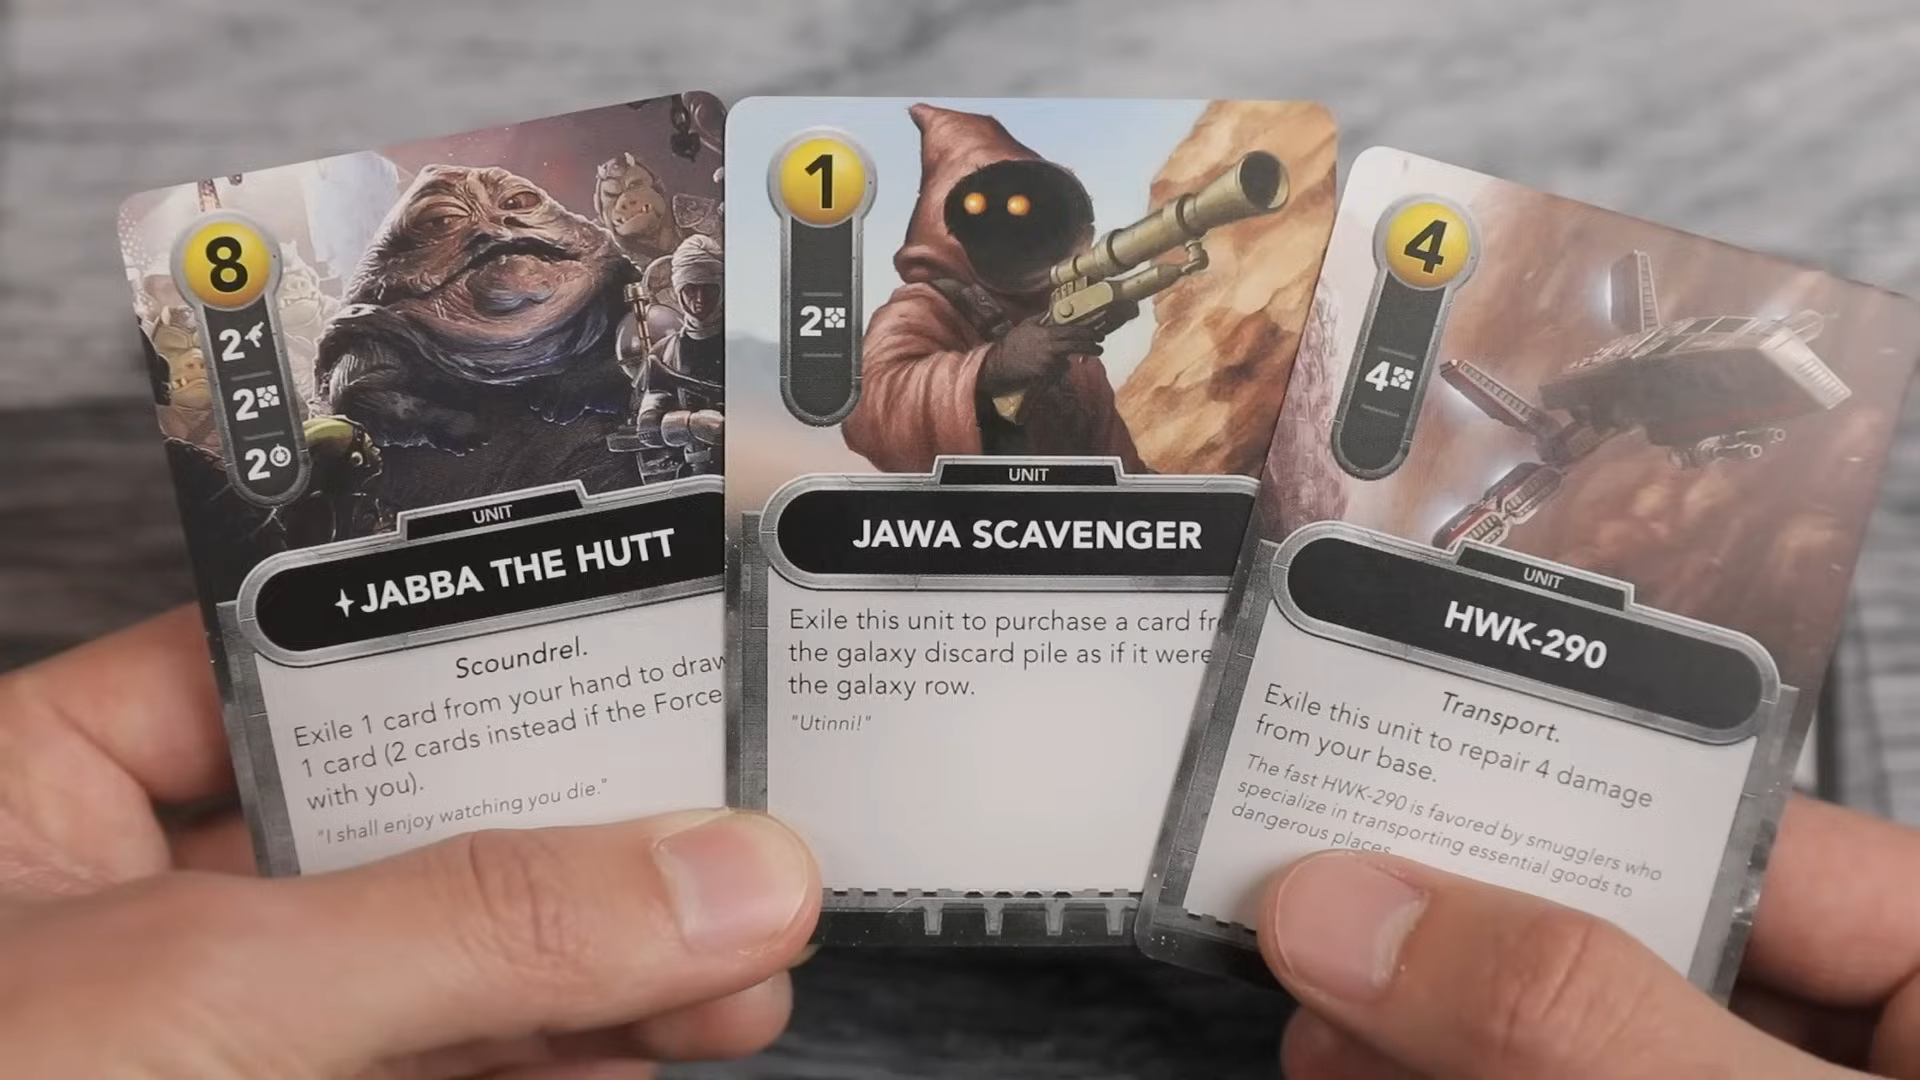 8
2
2
2
UNIT
JABBA THE HUTT
Scoundrel.
Exile 1 card from your hand to draw
1 card (2 cards instead if the Force
with you).
"I shall enjoy watching you die."
1
2
UNIT
JAWA SCAVENGER
Exile this unit to purchase a card
the galaxy discard pile as if it were
the galaxy row.
"Utinni!"
4
4
UNIT
HWK-290
Transport.
Exile this unit to repair 4 damage
from your base.
The fast HWK-290 is favored by smugglers who
specialize in transporting essential goods to
dangerous places